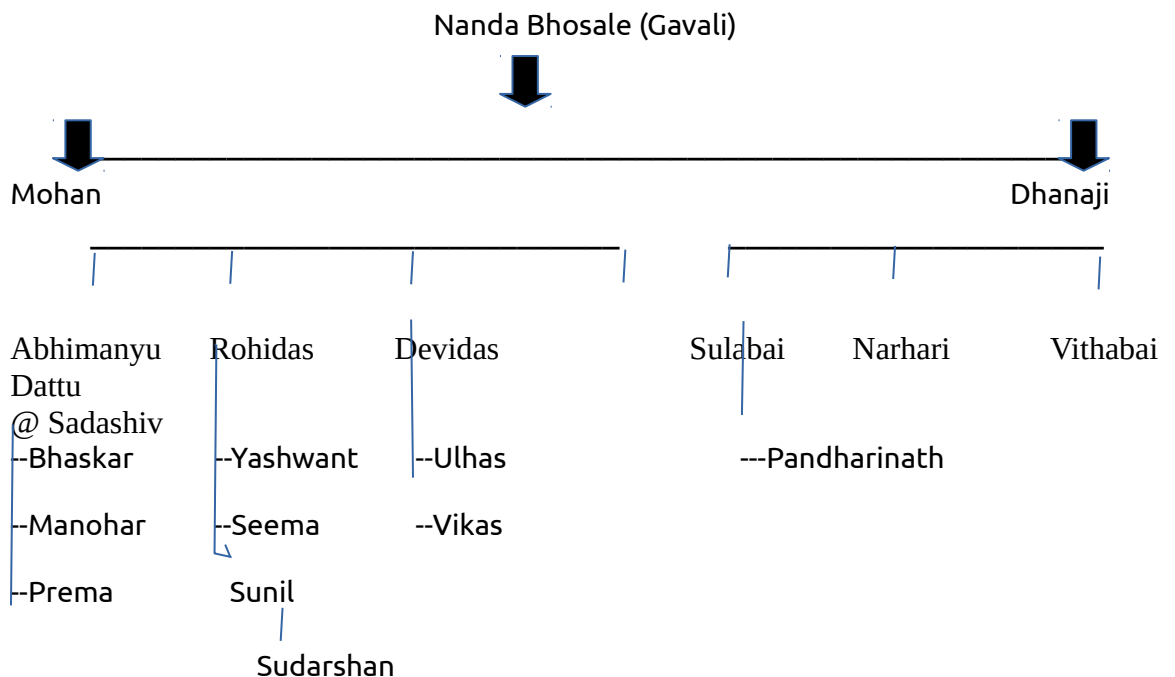 Nanda Bhosale (Gavali)
Mohan Dhanaji
Abhimanyu Rohidas Devidas Sulabai Narhari Vithabai
Dattu
@ Sadashiv
--Bhaskar --Yashwant --Ulhas ---Pandharinath
--Manohar --Seema --Vikas
--Prema Sunil
Sudarshan